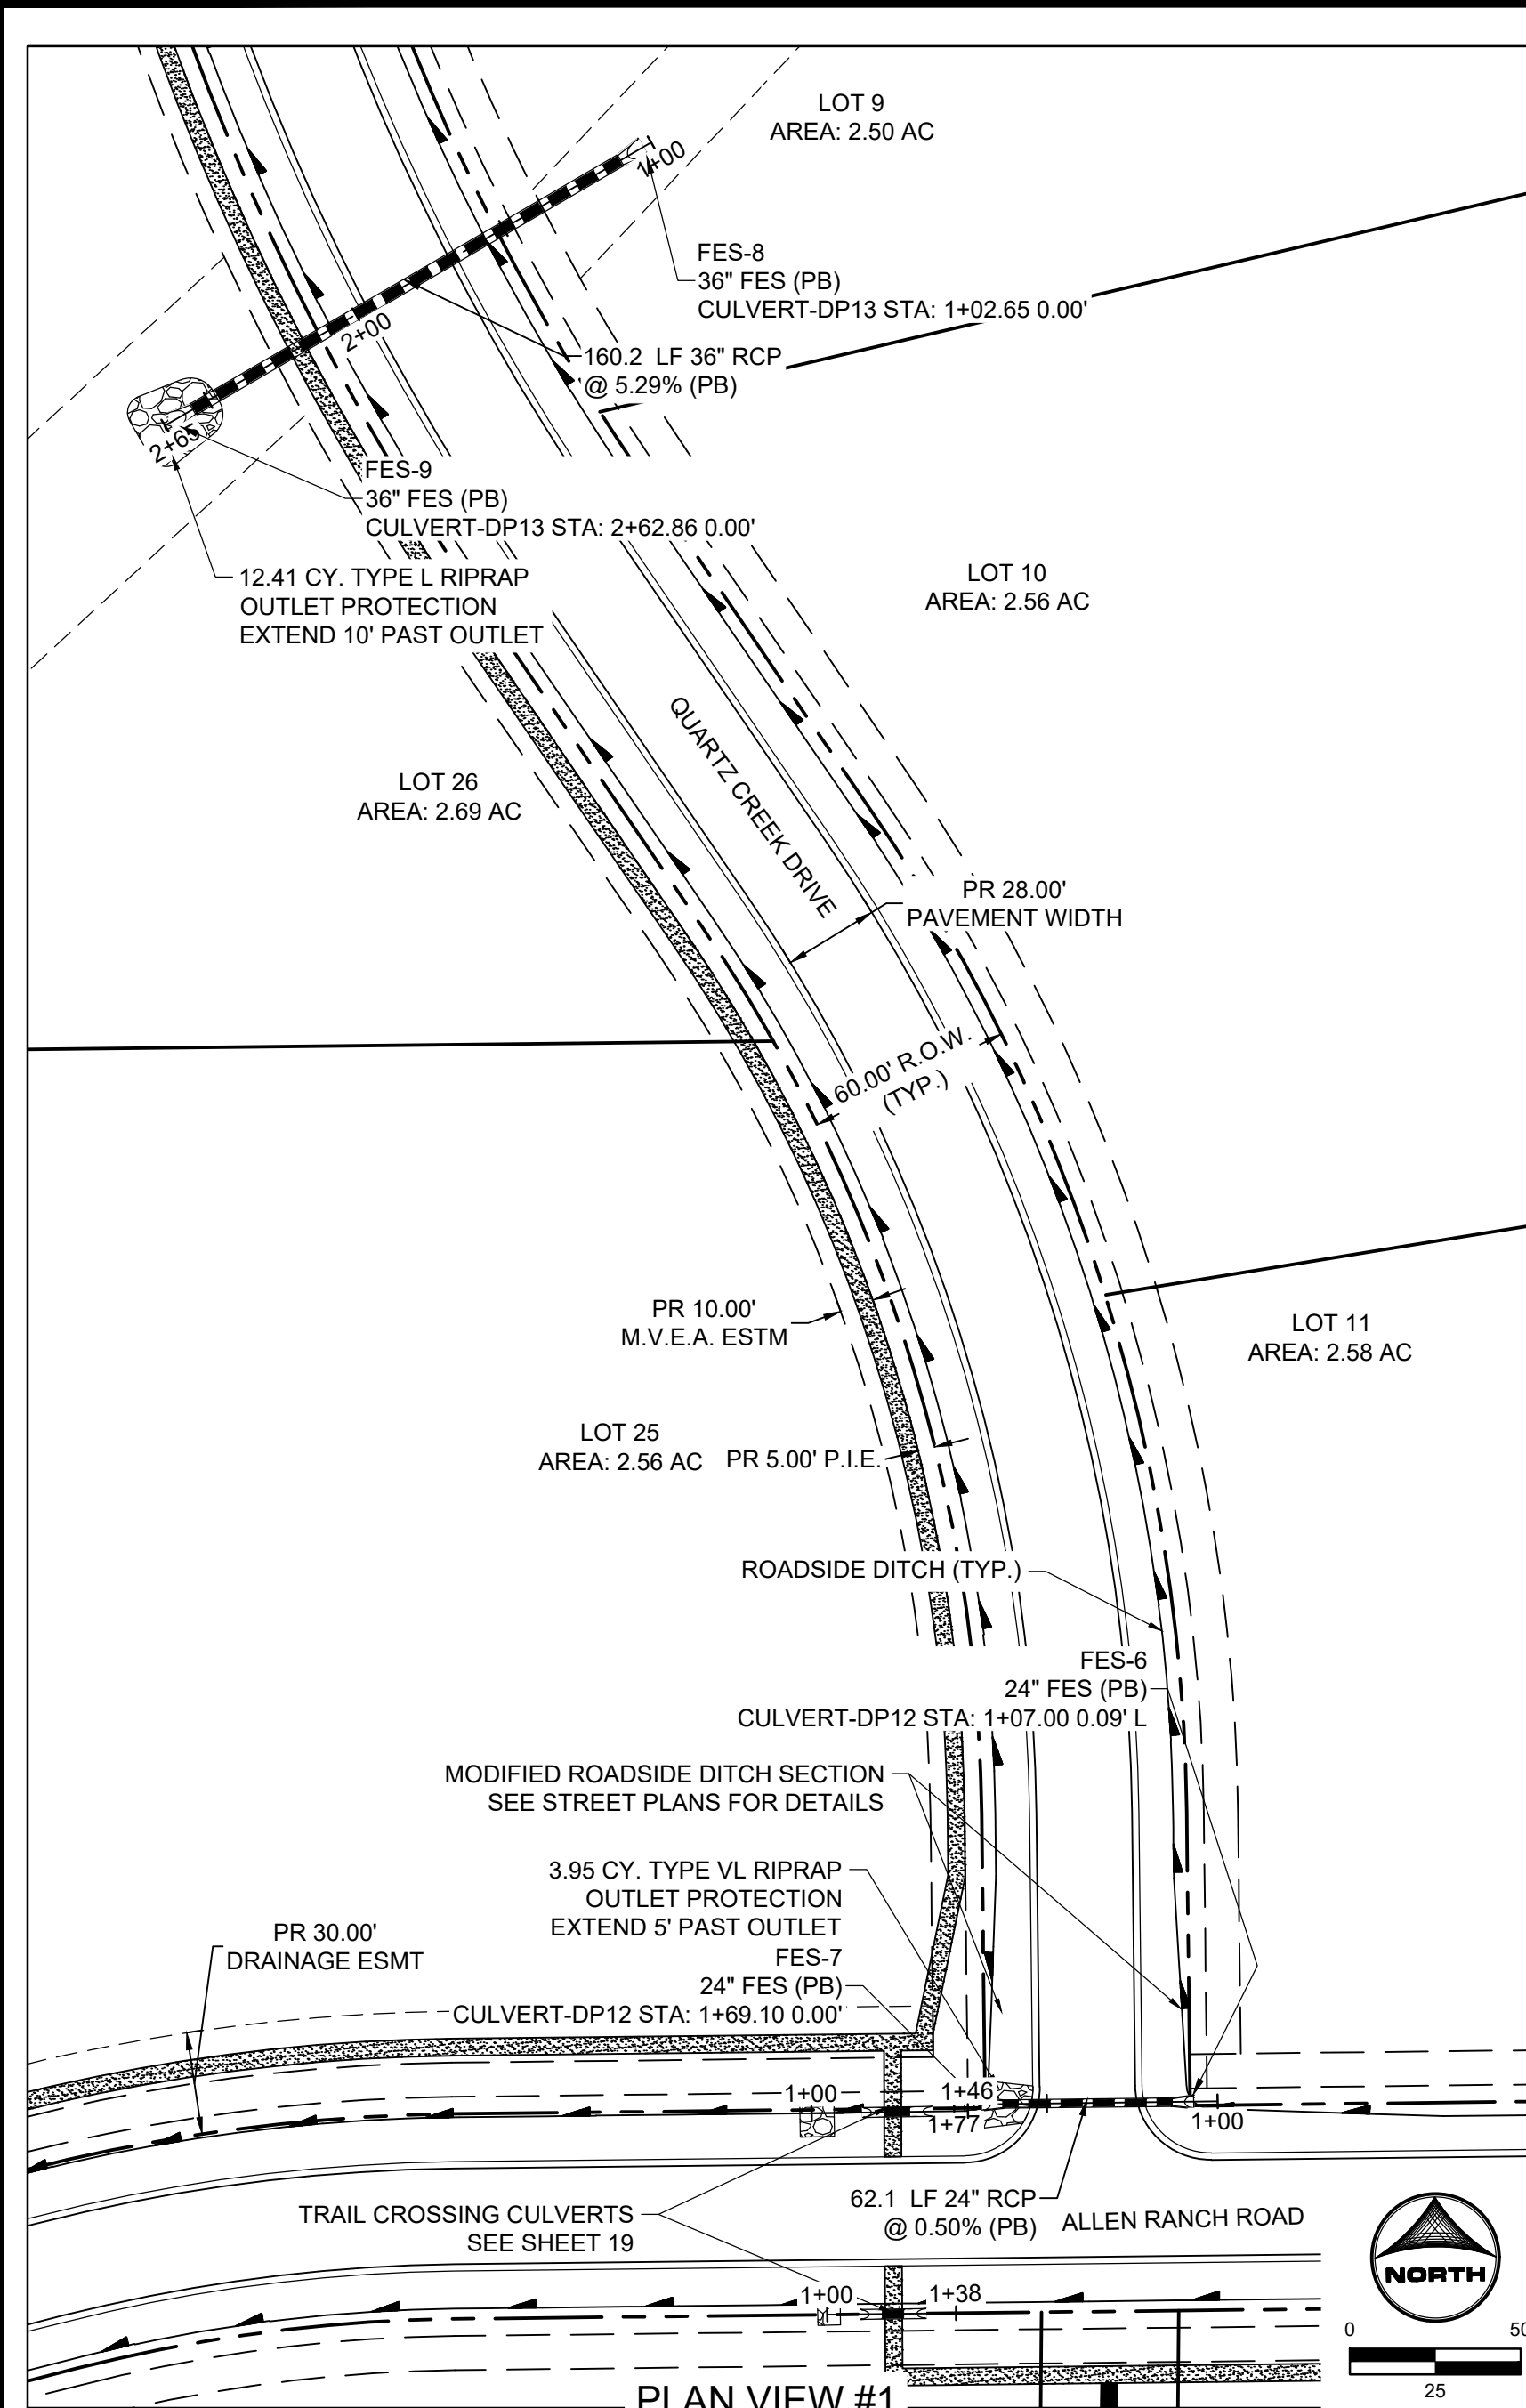 LOT 9
AREA: 2.50 AC
1+00
FES-8
36" FES (PB)
CULVERT-DP13 STA: 1+02.65 0.00'
2+00
160.2 LF 36" RCP
@ 5.29% (PB)
2+65
FES-9
36" FES (PB)
CULVERT-DP13 STA: 2+62.86 0.00'
12.41 CY. TYPE L RIPRAP
OUTLET PROTECTION
EXTEND 10' PAST OUTLET
LOT 10
AREA: 2.56 AC
QUARTZ CREEK DRIVE
LOT 26
AREA: 2.69 AC
PR 28.00'
PAVEMENT WIDTH
60.00' R.O.W.
(TYP.)
PR 10.00'
M.V.E.A. ESTM
LOT 11
AREA: 2.58 AC
LOT 25
AREA: 2.56 AC
PR 5.00' P.I.E.
ROADSIDE DITCH (TYP.)
FES-6
24" FES (PB)
CULVERT-DP12 STA: 1+07.00 0.09' L
MODIFIED ROADSIDE DITCH SECTION
SEE STREET PLANS FOR DETAILS
3.95 CY. TYPE VL RIPRAP
OUTLET PROTECTION
EXTEND 5' PAST OUTLET
PR 30.00'
DRAINAGE ESMT
FES-7
24" FES (PB)
CULVERT-DP12 STA: 1+69.10 0.00'
1+00
1+46
1+77
1+00
TRAIL CROSSING CULVERTS
SEE SHEET 19
62.1 LF 24" RCP
@ 0.50% (PB)
ALLEN RANCH ROAD
NORTH
1+00
1+38
0
50
25
PLAN VIEW #1